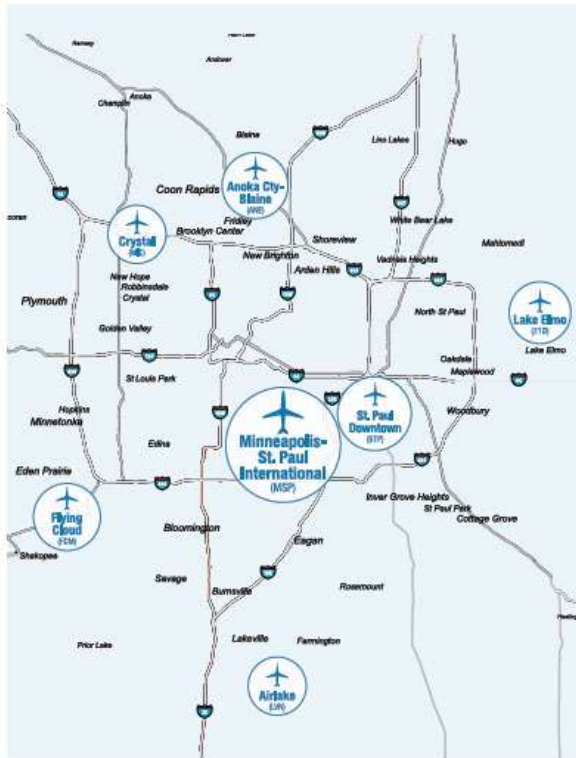 Ramsey
Andover
Anoka
Champlin
Blaine
Lino Lakes
Hugo
Coon Rapids
Anoka Cty-
Blaine
(ANE)
Fridley
White Bear Lake
Crystal
Brooklyn Center
Shoreview
Mahtomedi
New Brighton
Vadnais Heights
Arden Hills
New Hope
Robbinsdale
Crystal
Plymouth
North St Paul
Lake Elmo
(21D)
Golden Valley
Lake Elmo
Oakdale
Maplewood
St Louis Park
Hopkins
Minnetonka
Woodbury
St. Paul
Downtown
(STP)
Minneapolis-
St. Paul
International
(MSP)
Edina
Eden Prairie
Inver Grove Heights
St Paul Park
Cottage Grove
Flying
Cloud
(FCM)
Bloomington
Eagan
Shakopee
Savage
Burnsville
Rosemount
Prior Lake
Lakeville
Farmington
Airlake
(LVN)